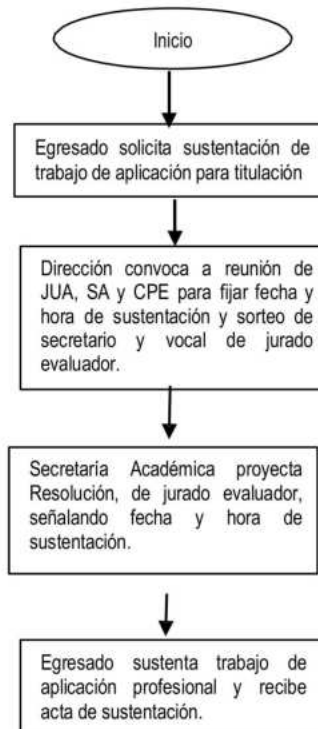 Inicio
Egresado solicita sustentación de
trabajo de aplicación para titulación
Dirección convoca a reunión de
JUA, SA y CPE para fijar fecha y
hora de sustentación y sorteo de
secretario y vocal de jurado
evaluador.
Secretaría Académica proyecta
Resolución, de jurado evaluador,
señalando fecha y hora de
sustentación.
Egresado sustenta trabajo de
aplicación profesional y recibe
acta de sustentación.